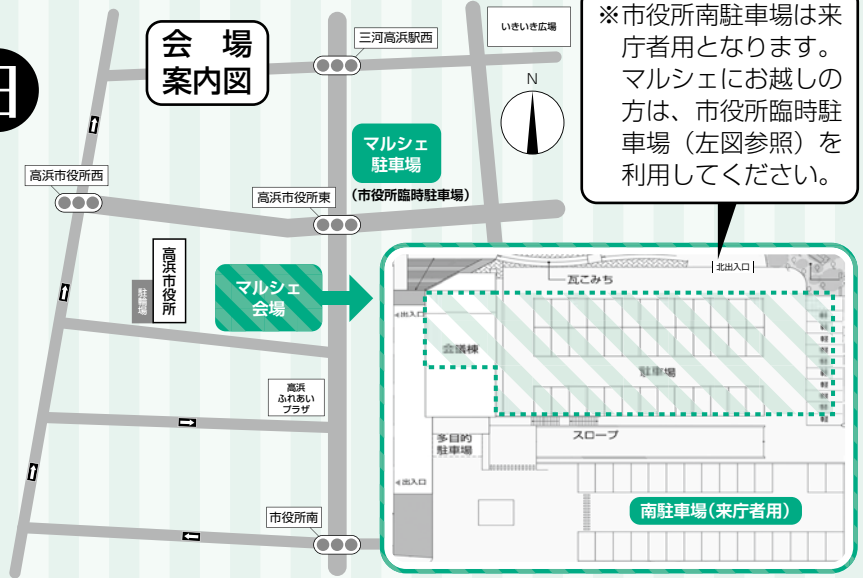 日
会　場
案内図
三河高浜駅西
いきいき広場
N
マルシェ
駐車場
(市役所臨時駐車場)
高浜市役所西
高浜市役所東
高浜市役所
駐輪場
マルシェ
会場
高浜
ふれあい
プラザ
市役所南
※市役所南駐車場は来
庁者用となります。
マルシェにお越しの
方は、市役所臨時駐
車場（左図参照）を
利用してください。
北出入口
瓦こみち
◀出入口
会議棟
駐車場
多目的
駐車場
スロープ
◀出入口
南駐車場(来庁者用)